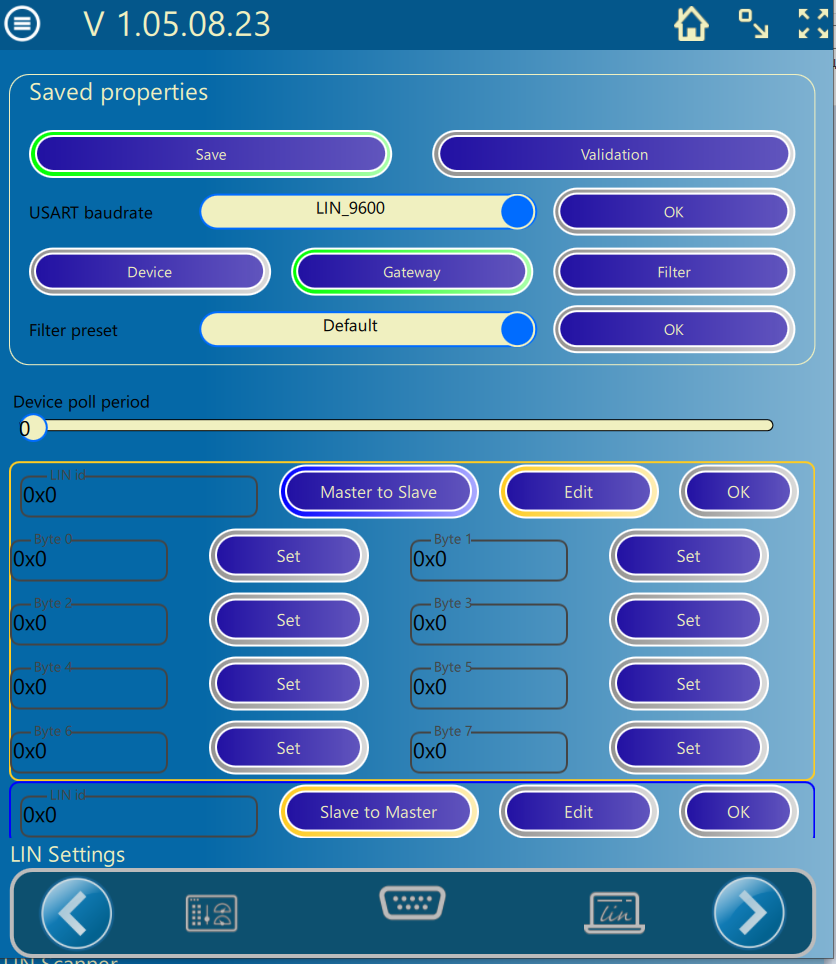 V 1.05.08.23
Saved properties
Save Validation
USART baudrate LIN_9600 OK
Device Gateway Filter
Filter preset Default OK
Device poll period
0
LIN id
0x0 Master to Slave Edit OK
Byte 0 Byte 1
0x0 Set 0x0 Set
Byte 2 Byte 3
0x0 Set 0x0 Set
Byte 4 Byte 5
0x0 Set 0x0 Set
Byte 6 Byte 7
0x0 Set 0x0 Set
LIN id
0x0 Slave to Master Edit OK
LIN Settings
lin
LIN Scanner